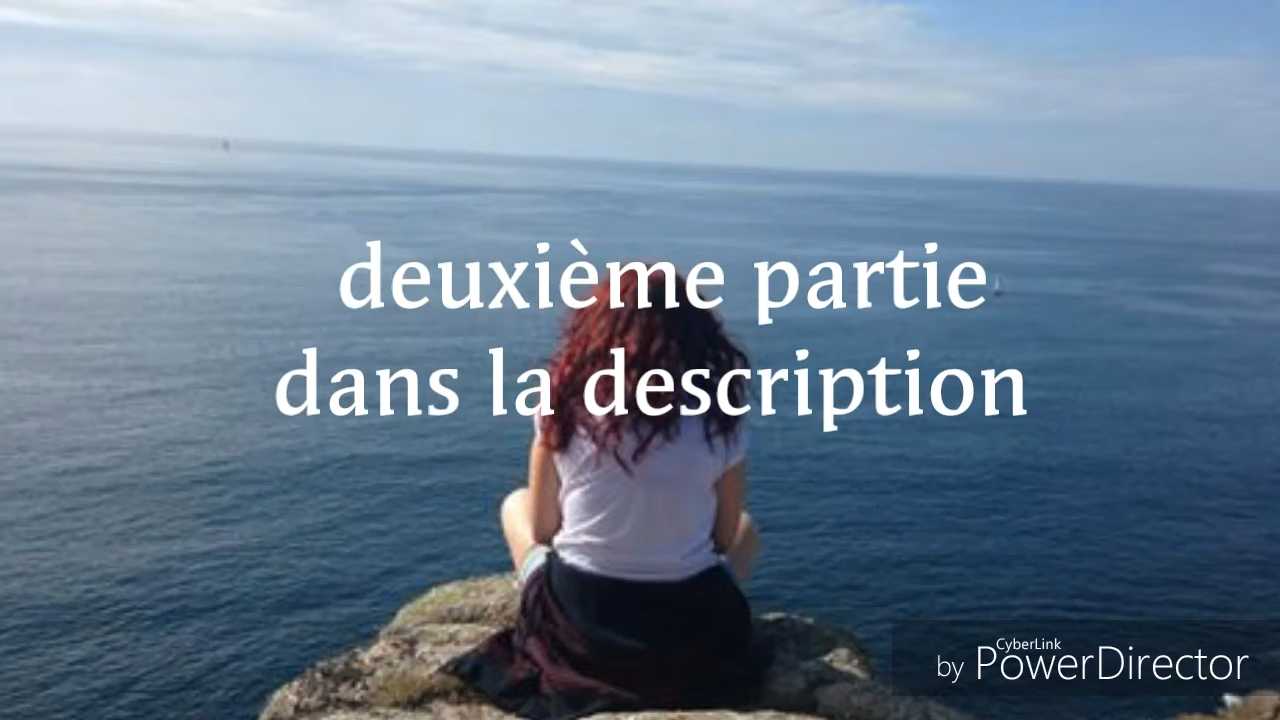 deuxième partie
dans la description
CyberLink
by PowerDirector